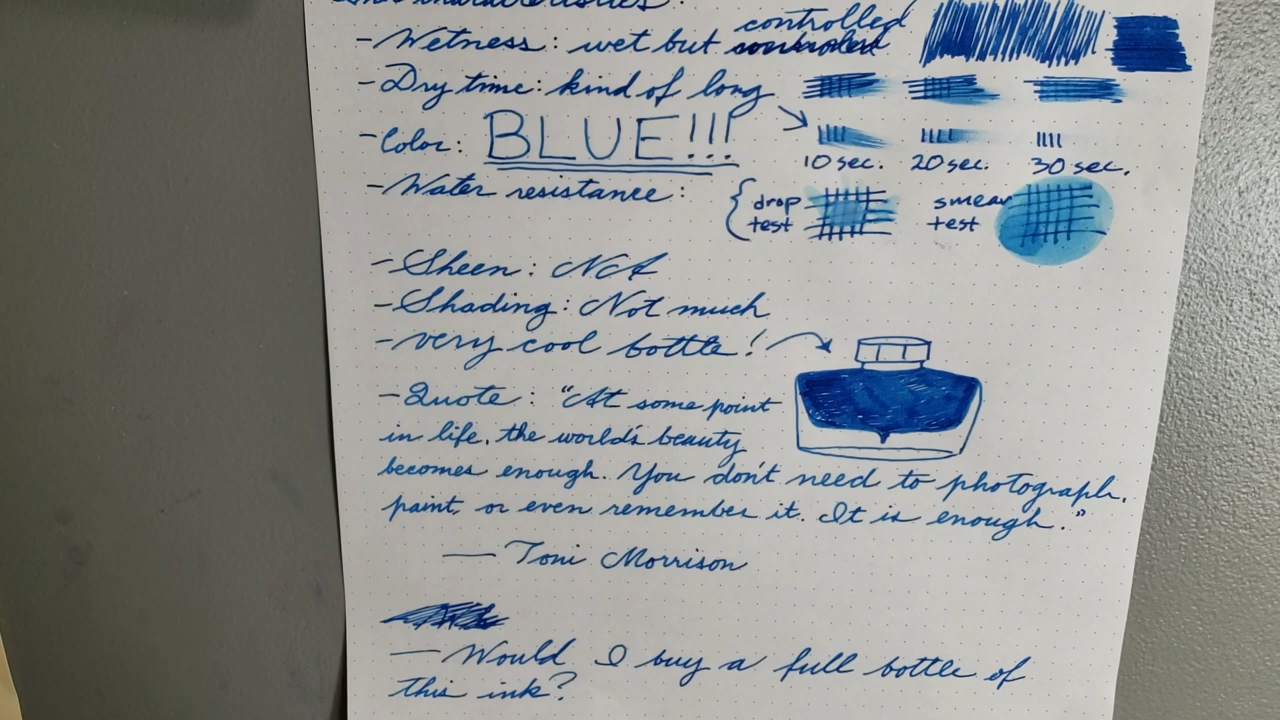 Ink characteristics:
- Wetness: wet but controlled
- Dry time: kind of long
- Color: BLUE!!!
10 sec. 20 sec. 30 sec.
- Water resistance: { drop test smear test
- Sheen: NA
- Shading: Not much
- very cool bottle!
- Quote: "At some point
in life, the world's beauty
becomes enough. You don't need to photograph,
paint, or even remember it. It is enough."
— Toni Morrison
— Would I buy a full bottle of
this ink?